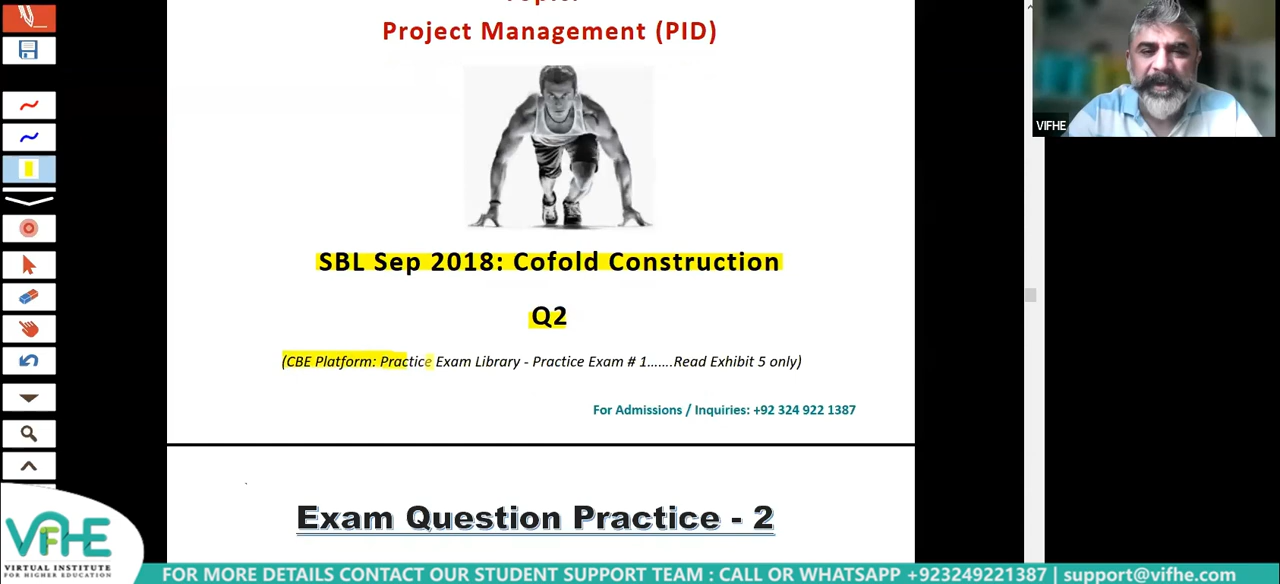 Project Management (PID)
VIFHE
SBL Sep 2018: Cofold Construction
Q2
(CBE Platform: Practice Exam Library - Practice Exam # 1......Read Exhibit 5 only)
For Admissions / Inquiries: +92 324 922 1387
Exam Question Practice - 2
VIFHE
VIRTUAL INSTITUTE
FOR HIGHER EDUCATION
FOR MORE DETAILS CONTACT OUR STUDENT SUPPORT TEAM : CALL OR WHATSAPP +923249221387 | support@vifhe.com